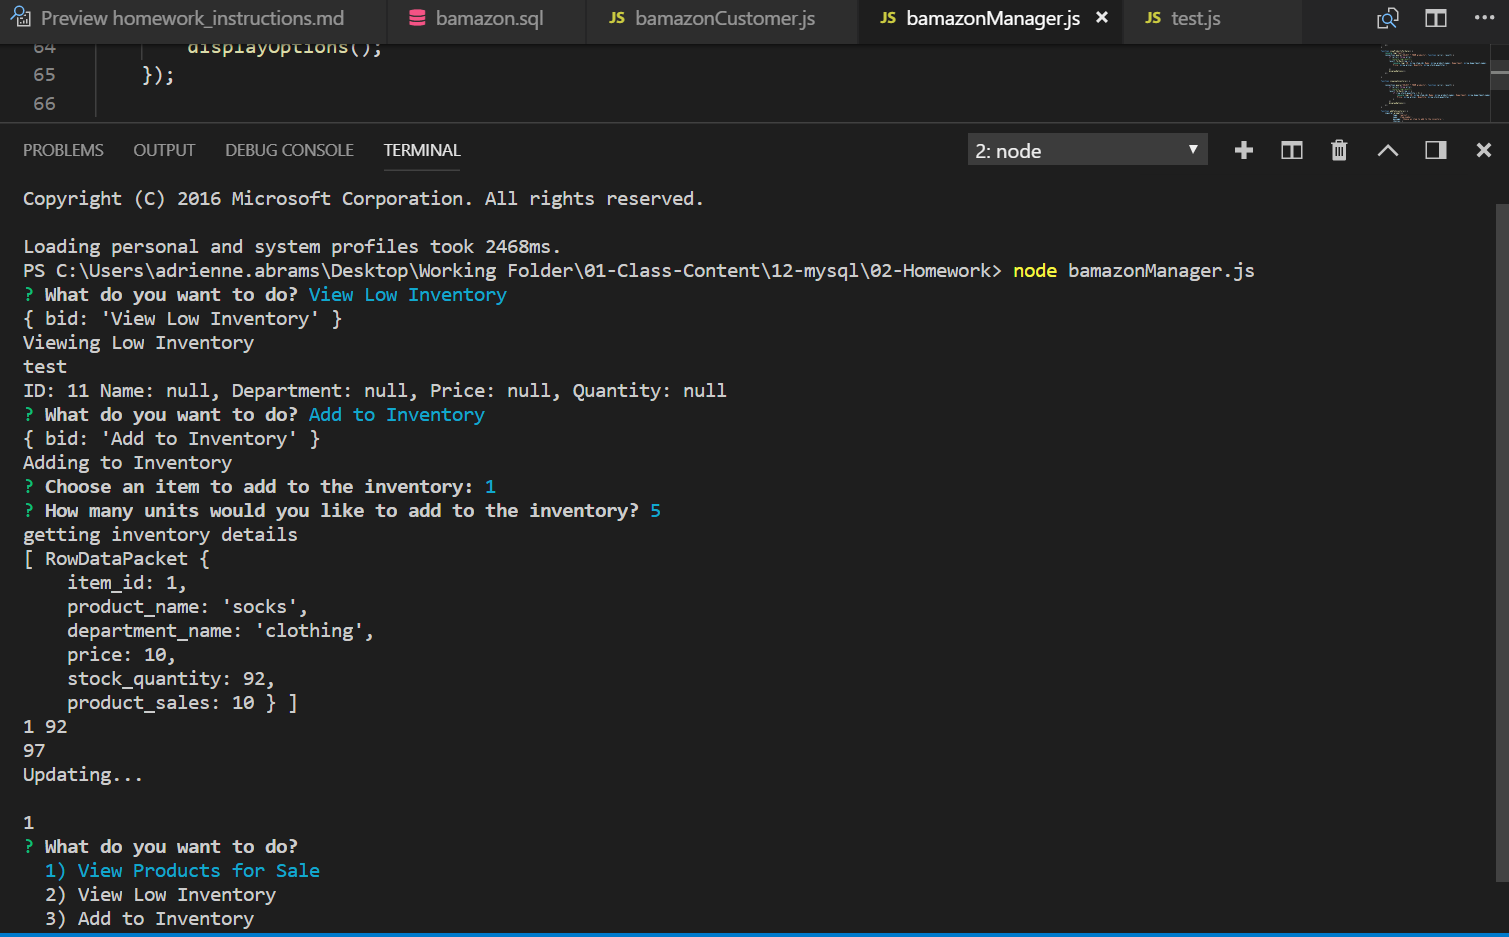 Preview homework_instructions.md bamazon.sql JS bamazonCustomer.js JS bamazonManager.js × JS test.js ...
64 displayOptions();
65 });
66
PROBLEMS OUTPUT DEBUG CONSOLE TERMINAL 2: node
Copyright (C) 2016 Microsoft Corporation. All rights reserved.
Loading personal and system profiles took 2468ms.
PS C:\Users\adrienne.abrams\Desktop\Working Folder\01-Class-Content\12-mysql\02-Homework> node bamazonManager.js
? What do you want to do? View Low Inventory
{ bid: 'View Low Inventory' }
Viewing Low Inventory
test
ID: 11 Name: null, Department: null, Price: null, Quantity: null
? What do you want to do? Add to Inventory
{ bid: 'Add to Inventory' }
Adding to Inventory
? Choose an item to add to the inventory: 1
? How many units would you like to add to the inventory? 5
getting inventory details
[ RowDataPacket {
item_id: 1,
product_name: 'socks',
department_name: 'clothing',
price: 10,
stock_quantity: 92,
product_sales: 10 } ]
1 92
97
Updating...
1
? What do you want to do?
1) View Products for Sale
2) View Low Inventory
3) Add to Inventory